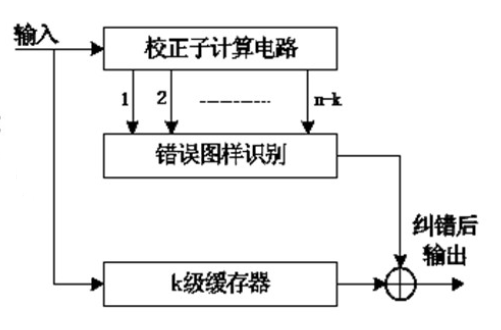 输入
校正子计算电路
1 2 n-k
错误图样识别
纠错后
输出
k级缓存器